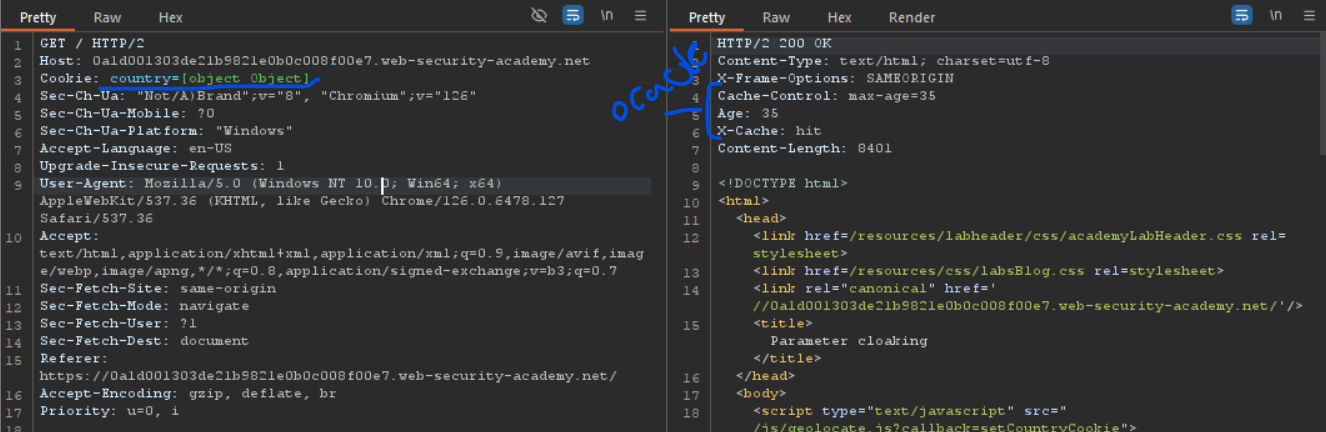 Pretty Raw Hex \n
1 GET / HTTP/2
2 Host: 0a1d001303de21b9821e0b0c008f00e7.web-security-academy.net
3 Cookie: country=[object Object]
4 Sec-Ch-Ua: "Not/A)Brand";v="8", "Chromium";v="126"
5 Sec-Ch-Ua-Mobile: ?0
6 Sec-Ch-Ua-Platform: "Windows"
7 Accept-Language: en-US
8 Upgrade-Insecure-Requests: 1
9 User-Agent: Mozilla/5.0 (Windows NT 10.0; Win64; x64)
AppleWebKit/537.36 (KHTML, like Gecko) Chrome/126.0.6478.127
Safari/537.36
10 Accept:
text/html,application/xhtml+xml,application/xml;q=0.9,image/avif,imag
e/webp,image/apng,*/*;q=0.8,application/signed-exchange;v=b3;q=0.7
11 Sec-Fetch-Site: same-origin
12 Sec-Fetch-Mode: navigate
13 Sec-Fetch-User: ?1
14 Sec-Fetch-Dest: document
15 Referer:
https://0a1d001303de21b9821e0b0c008f00e7.web-security-academy.net/
16 Accept-Encoding: gzip, deflate, br
17 Priority: u=0, i
18
oracle
Pretty Raw Hex Render \n
1 HTTP/2 200 OK
2 Content-Type: text/html; charset=utf-8
3 X-Frame-Options: SAMEORIGIN
4 Cache-Control: max-age=35
5 Age: 35
6 X-Cache: hit
7 Content-Length: 8401
8
9 <!DOCTYPE html>
10 <html>
11 <head>
12 <link href=/resources/labheader/css/academyLabHeader.css rel=
stylesheet>
13 <link href=/resources/css/labsBlog.css rel=stylesheet>
14 <link rel="canonical" href='
//0a1d001303de21b9821e0b0c008f00e7.web-security-academy.net/'/>
15 <title>
Parameter cloaking
</title>
16 </head>
17 <body>
18 <script type="text/javascript" src="
/js/geolocate.js?callback=setCountryCookie">